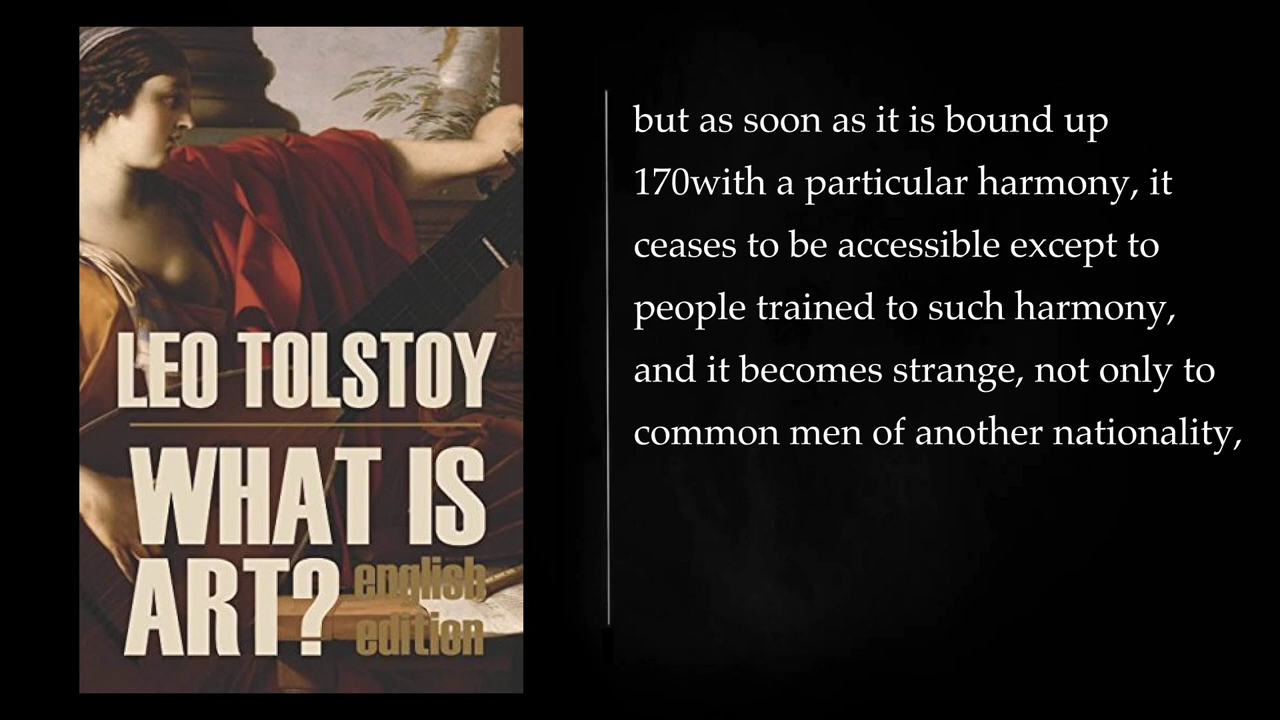 LEO TOLSTOY
WHAT IS
ART?
english
edition
but as soon as it is bound up
170with a particular harmony, it
ceases to be accessible except to
people trained to such harmony,
and it becomes strange, not only to
common men of another nationality,